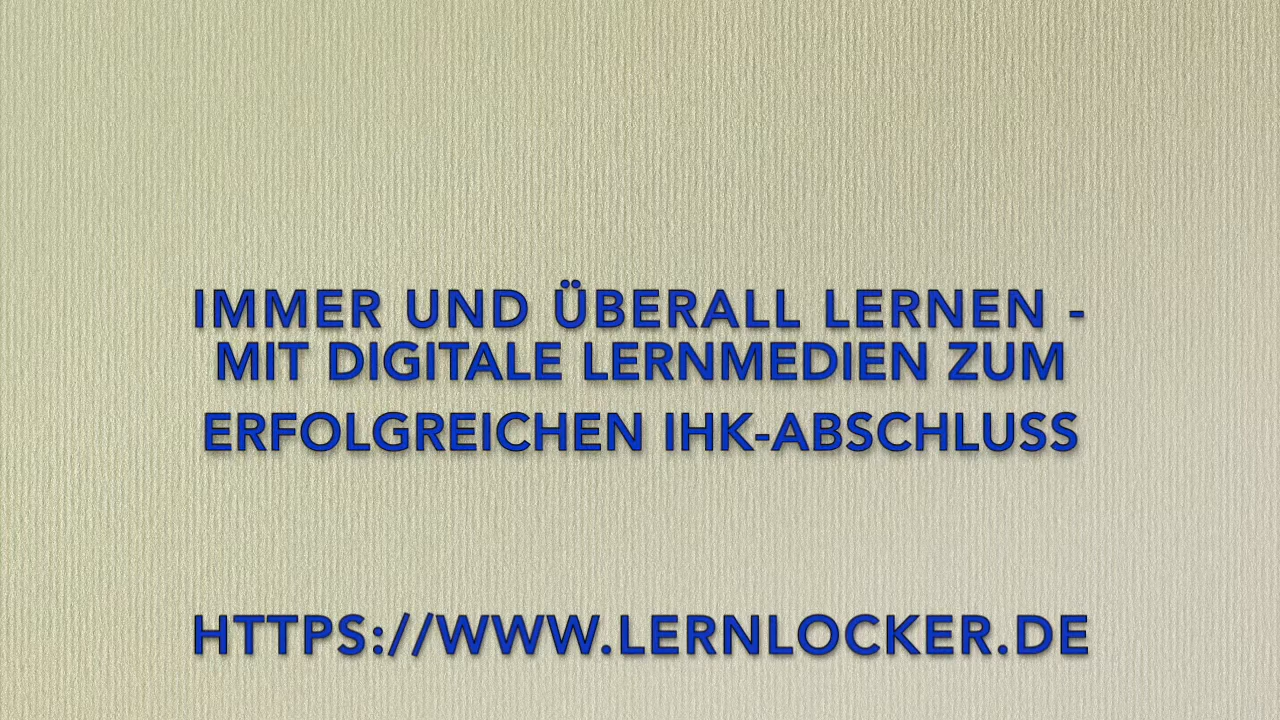 IMMER UND ÜBERALL LERNEN -
MIT DIGITALE LERNMEDIEN ZUM
ERFOLGREICHEN IHK-ABSCHLUSS
HTTPS://WWW.LERNLOCKER.DE